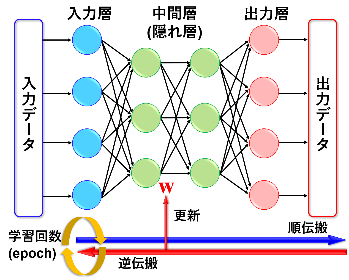 入力層
中間層
(隠れ層)
出力層
入力データ
出力データ
W
更新
学習回数
(epoch)
順伝搬
逆伝搬